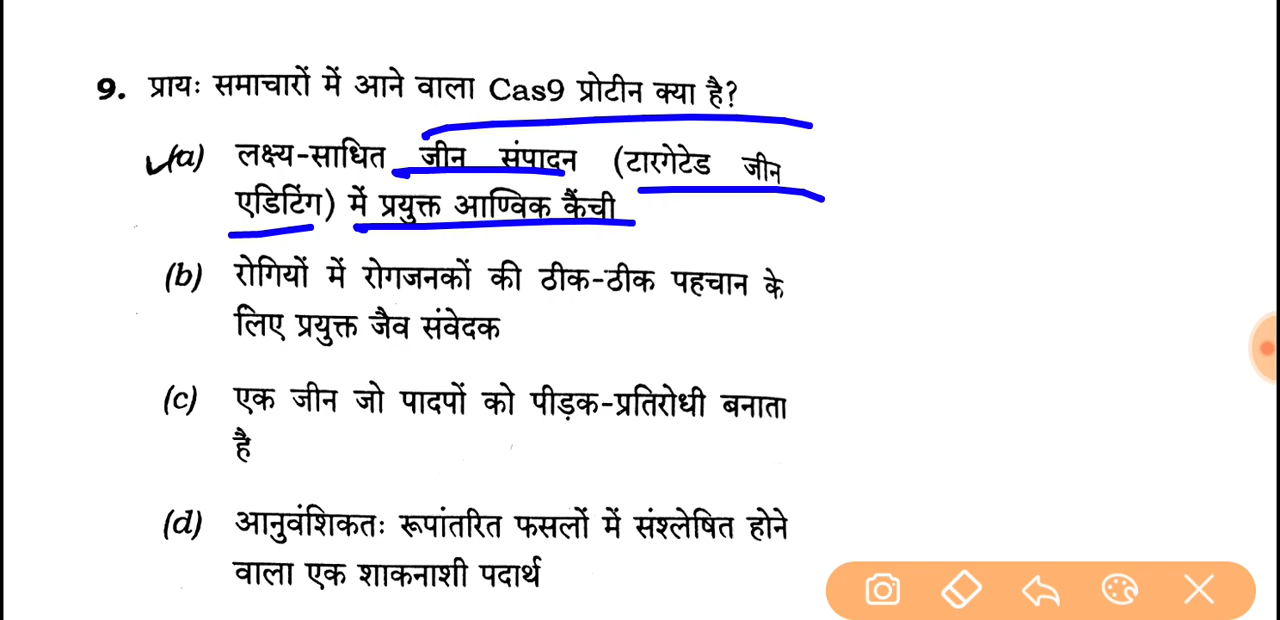 9. प्रायः समाचारों में आने वाला Cas9 प्रोटीन क्या है?
(a) लक्ष्य-साधित जीन संपादन (टारगेटेड जीन
एडिटिंग) में प्रयुक्त आण्विक कैंची
(b) रोगियों में रोगजनकों की ठीक-ठीक पहचान के
लिए प्रयुक्त जैव संवेदक
(c) एक जीन जो पादपों को पीड़क-प्रतिरोधी बनाता
है
(d) आनुवंशिकतः रूपांतरित फसलों में संश्लेषित होने
वाला एक शाकनाशी पदार्थ